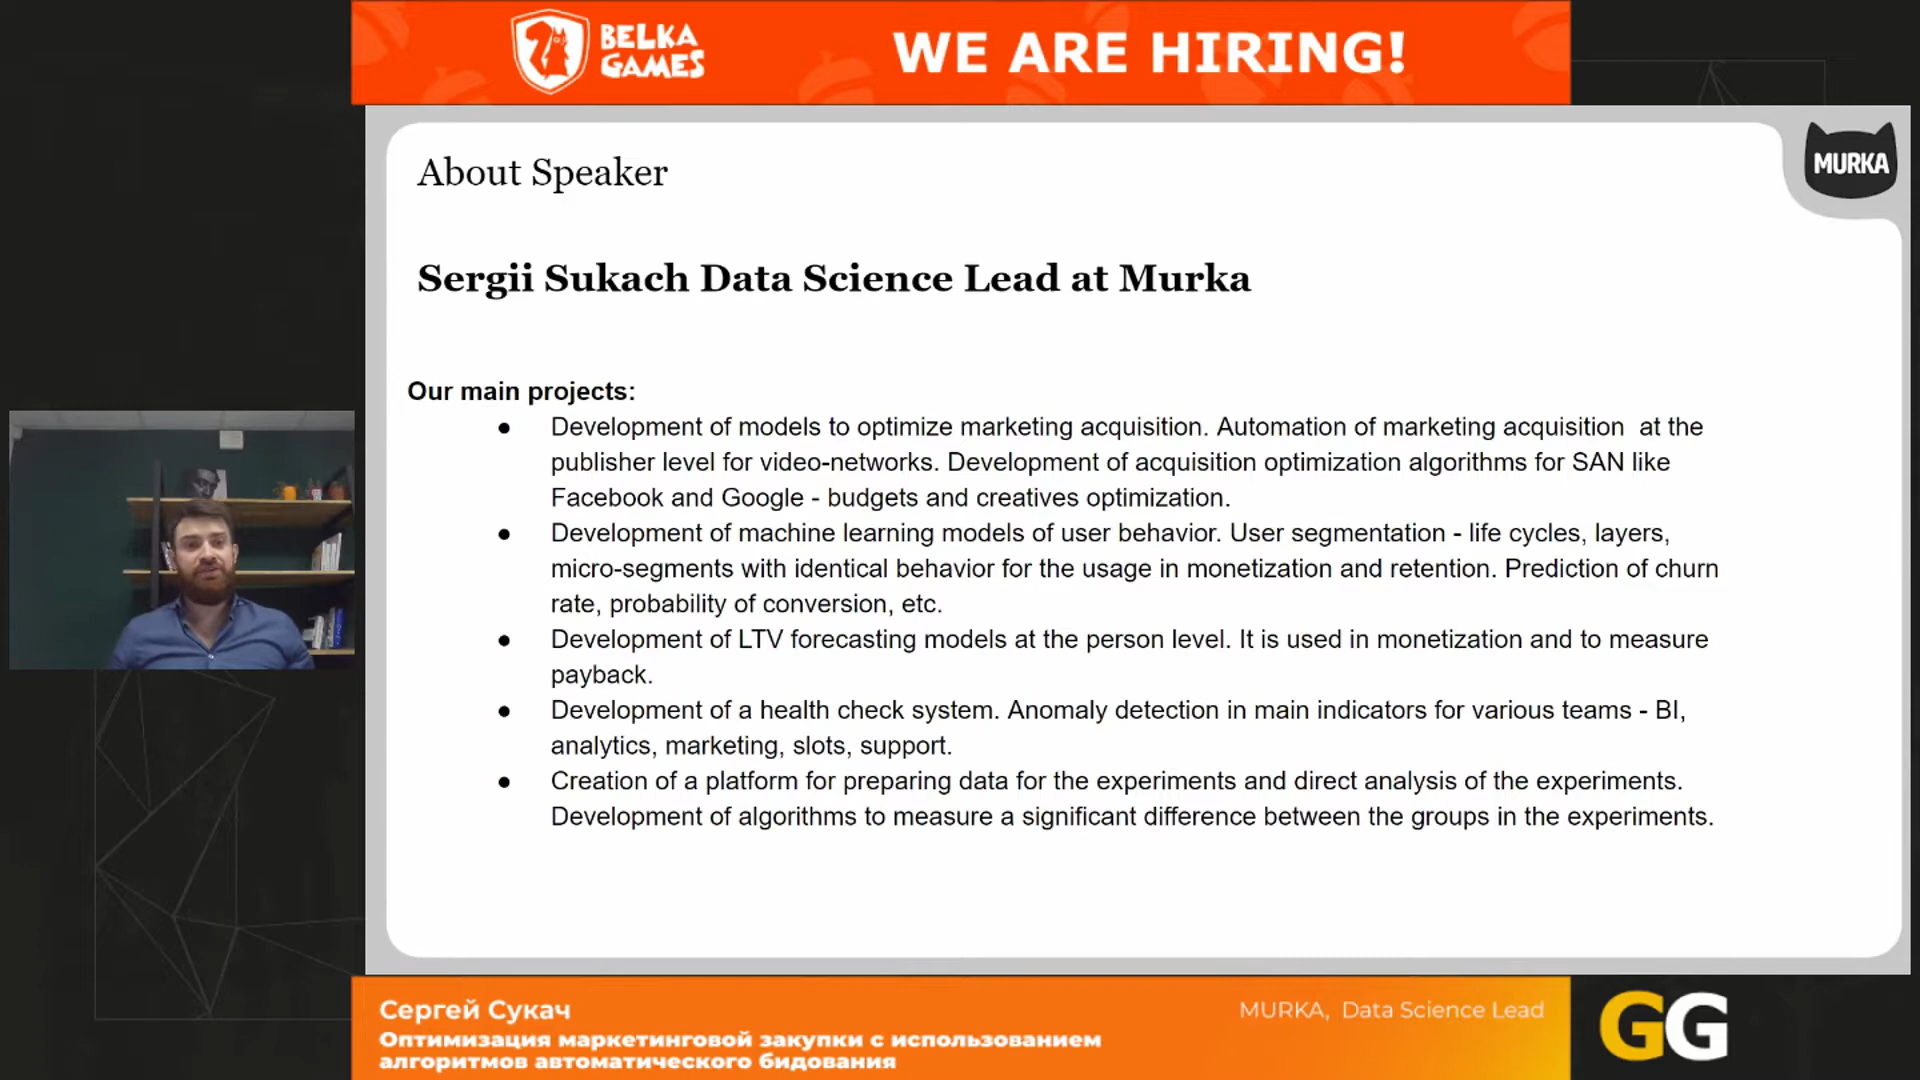 BELKA
GAMES
WE ARE HIRING!
MURKA
About Speaker
Sergii Sukach Data Science Lead at Murka
Our main projects:
● Development of models to optimize marketing acquisition. Automation of marketing acquisition at the
publisher level for video-networks. Development of acquisition optimization algorithms for SAN like
Facebook and Google - budgets and creatives optimization.
● Development of machine learning models of user behavior. User segmentation - life cycles, layers,
micro-segments with identical behavior for the usage in monetization and retention. Prediction of churn
rate, probability of conversion, etc.
● Development of LTV forecasting models at the person level. It is used in monetization and to measure
payback.
● Development of a health check system. Anomaly detection in main indicators for various teams - BI,
analytics, marketing, slots, support.
● Creation of a platform for preparing data for the experiments and direct analysis of the experiments.
Development of algorithms to measure a significant difference between the groups in the experiments.
Сергей Сукач
MURKA, Data Science Lead
Оптимизация маркетинговой закупки с использованием
алгоритмов автоматического бидования
GG